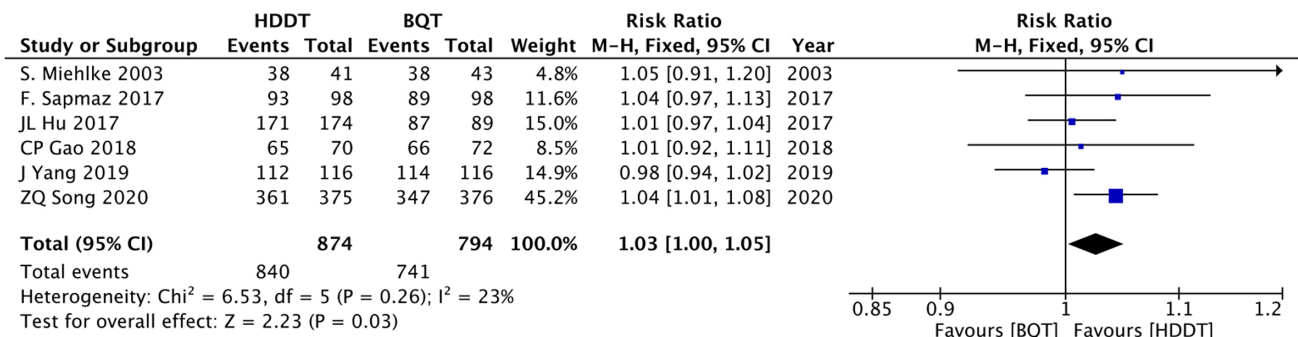 HDDT BQT Risk Ratio Risk Ratio
Study or Subgroup Events Total Events Total Weight M-H, Fixed, 95% CI Year M-H, Fixed, 95% CI
S. Miehlke 2003 38 41 38 43 4.8% 1.05 [0.91, 1.20] 2003
F. Sapmaz 2017 93 98 89 98 11.6% 1.04 [0.97, 1.13] 2017
JL Hu 2017 171 174 87 89 15.0% 1.01 [0.97, 1.04] 2017
CP Gao 2018 65 70 66 72 8.5% 1.01 [0.92, 1.11] 2018
J Yang 2019 112 116 114 116 14.9% 0.98 [0.94, 1.02] 2019
ZQ Song 2020 361 375 347 376 45.2% 1.04 [1.01, 1.08] 2020
Total (95% CI) 874 794 100.0% 1.03 [1.00, 1.05]
Total events 840 741
Heterogeneity: Chi² = 6.53, df = 5 (P = 0.26); I² = 23%
Test for overall effect: Z = 2.23 (P = 0.03)
0.85 0.9 1 1.1 1.2
Favours [BQT] Favours [HDDT]